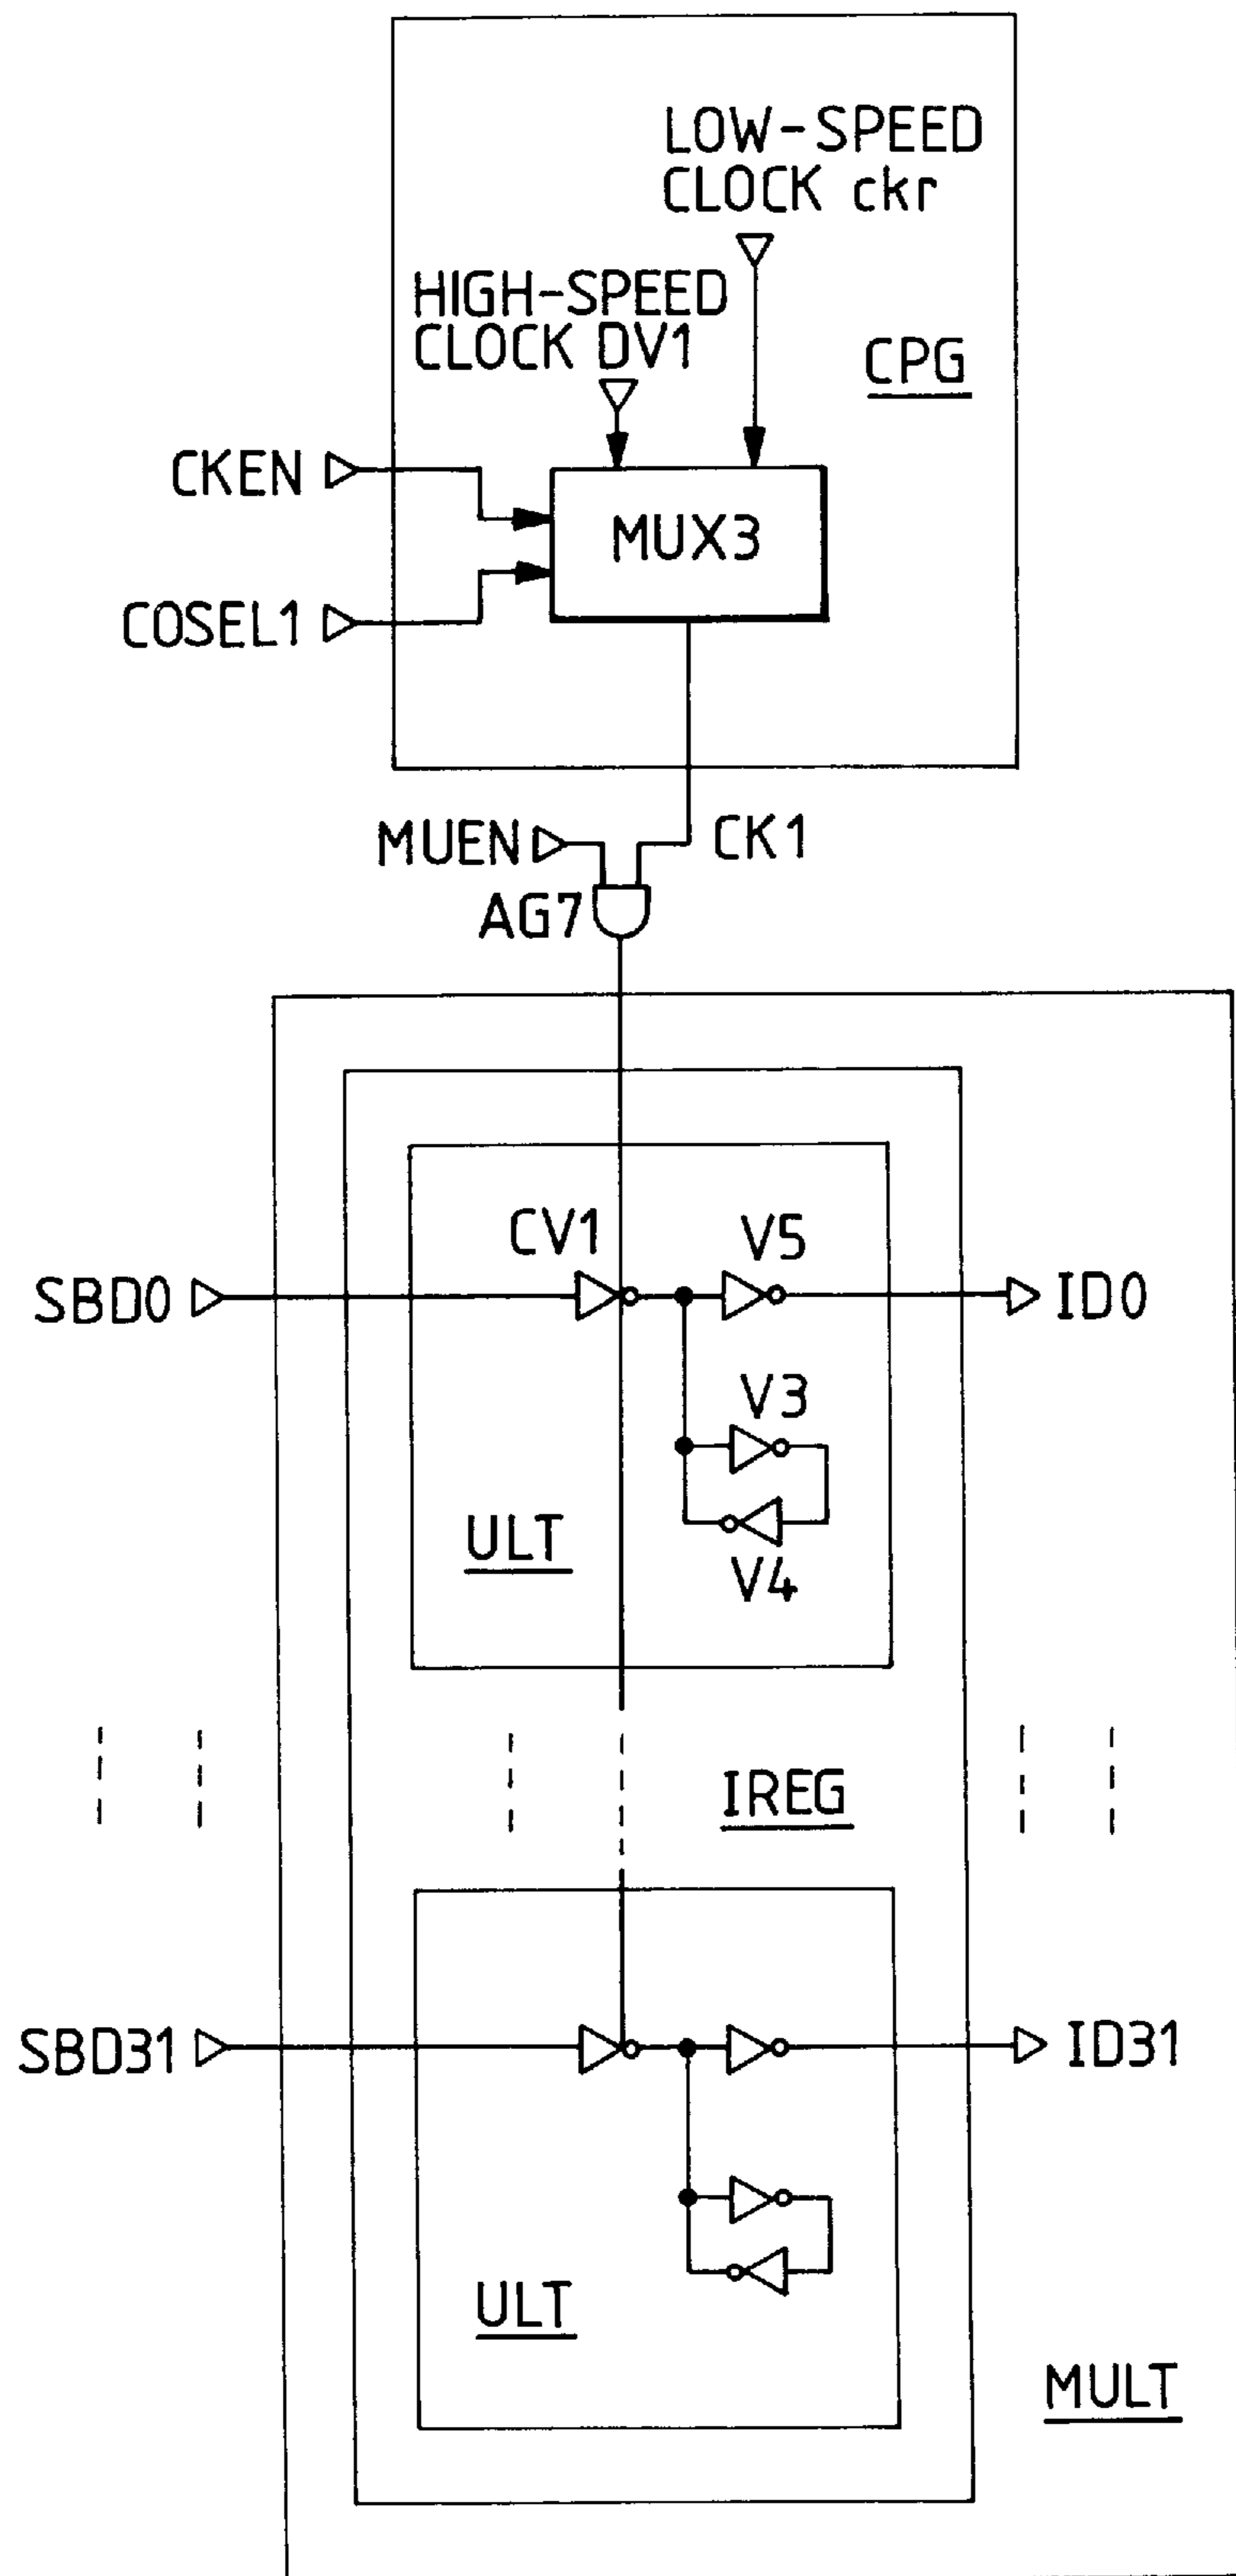 LOW-SPEED
CLOCK ckr
HIGH-SPEED
CLOCK DV1
CPG
CKEN
MUX3
COSEL1
MUEN
CK1
AG7
CV1
V5
SBD0
ID0
V3
ULT
V4
IREG
SBD31
ID31
ULT
MULT